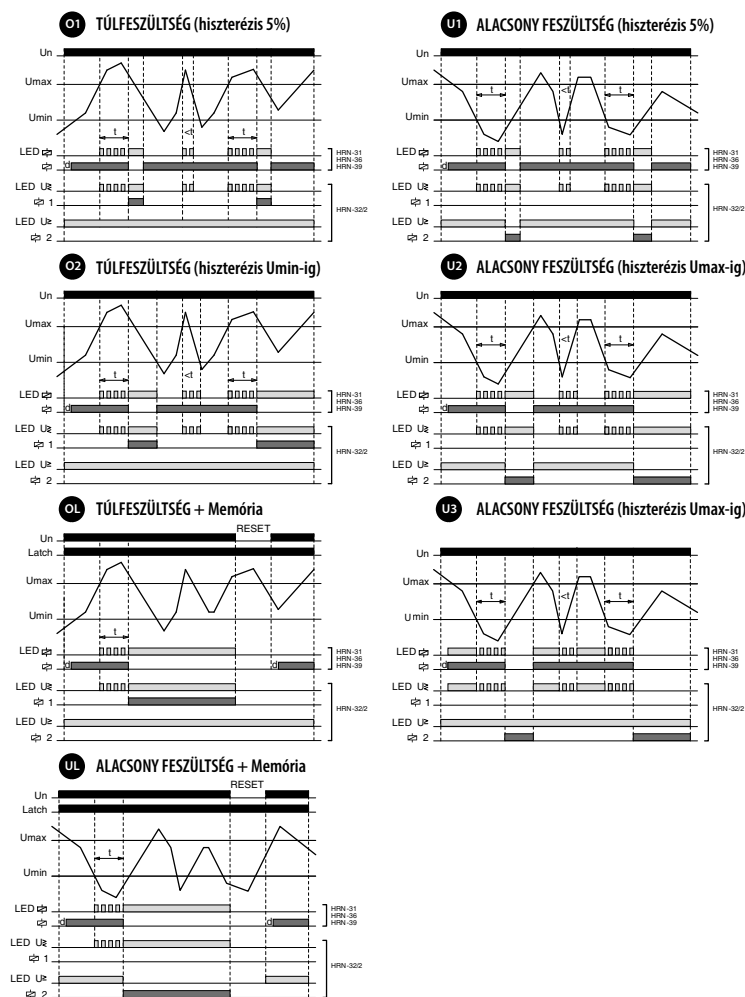 O1 TÚLFESZÜLTSÉG (hiszterézis 5%)
Un
Umax
Umin
t
<t
t
LED
HRN-31
HRN-36
HRN-39
d
LED U≥
1
HRN-32/2
LED U≥
2
U1 ALACSONY FESZÜLTSÉG (hiszterézis 5%)
Un
Umax
Umin
t
<t
t
LED
HRN-31
HRN-36
HRN-39
d
LED U≥
1
HRN-32/2
LED U≥
2
O2 TÚLFESZÜLTSÉG (hiszterézis Umin-ig)
Un
Umax
Umin
t
<t
t
LED
HRN-31
HRN-36
HRN-39
d
LED U≥
1
HRN-32/2
LED U≥
2
U2 ALACSONY FESZÜLTSÉG (hiszterézis Umax-ig)
Un
Umax
Umin
t
<t
t
LED
HRN-31
HRN-36
HRN-39
d
LED U≥
1
HRN-32/2
LED U≥
2
OL TÚLFESZÜLTSÉG + Memória
RESET
Un
Latch
Umax
Umin
t
LED
HRN-31
HRN-36
HRN-39
d
d
LED U≥
1
HRN-32/2
LED U≥
2
U3 ALACSONY FESZÜLTSÉG (hiszterézis Umax-ig)
Un
Umax
Umin
t
<t
t
LED
HRN-31
HRN-36
HRN-39
d
LED U≥
1
HRN-32/2
LED U≥
2
UL ALACSONY FESZÜLTSÉG + Memória
RESET
Un
Latch
Umax
Umin
t
LED
HRN-31
HRN-36
HRN-39
d
d
LED U≥
1
HRN-32/2
LED U≥
2